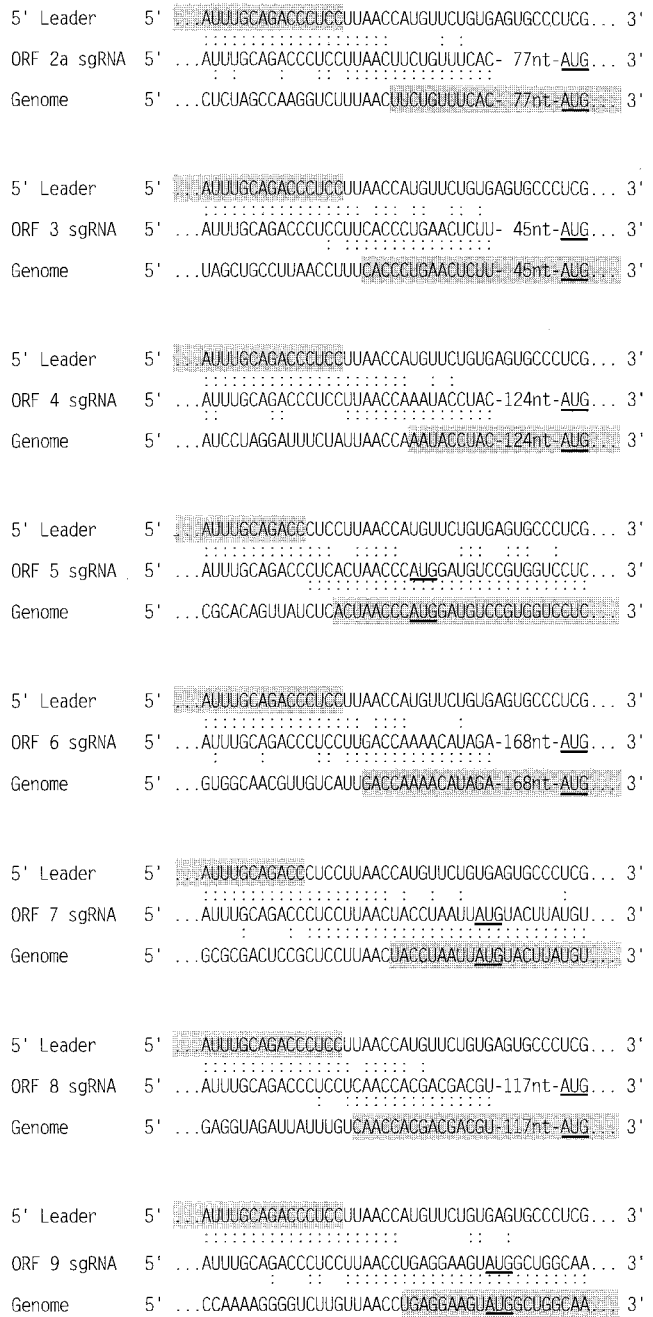 5' Leader 5' ...AUUUGCAGACCCUCCUUAACCAUGUUCUGUGAGUGCCCUCG... 3'
ORF 2a sgRNA 5' ...AUUUGCAGACCCUCCUUAACUUCUGUUUCAC- 77nt-AUG... 3'
Genome 5' ...CUCUAGCCAAGGUCUUUAACUUCUGUUUCAC- 77nt-AUG... 3'
5' Leader 5' ...AUUUGCAGACCCUCCUUAACCAUGUUCUGUGAGUGCCCUCG... 3'
ORF 3 sgRNA 5' ...AUUUGCAGACCCUCCUUCACCCUGAACUCUU- 45nt-AUG... 3'
Genome 5' ...UAGCUGCCUUAACCUUUCACCCUGAACUCUU- 45nt-AUG... 3'
5' Leader 5' ...AUUUGCAGACCCUCCUUAACCAUGUUCUGUGAGUGCCCUCG... 3'
ORF 4 sgRNA 5' ...AUUUGCAGACCCUCCUUAACCAAAUACCUAC-124nt-AUG... 3'
Genome 5' ...AUCCUAGGAUUUCUAUUAACCAAAUACCUAC-124nt-AUG... 3'
5' Leader 5' ...AUUUGCAGACCCUCCUUAACCAUGUUCUGUGAGUGCCCUCG... 3'
ORF 5 sgRNA 5' ...AUUUGCAGACCCUCACUAACCCAUGGAUGUCCGUGGUCCUC... 3'
Genome 5' ...CGCACAGUUAUCUCACUAACCCAUGGAUGUCCGUGGUCCUC... 3'
5' Leader 5' ...AUUUGCAGACCCUCCUUAACCAUGUUCUGUGAGUGCCCUCG... 3'
ORF 6 sgRNA 5' ...AUUUGCAGACCCUCCUUGACCAAAACAUAGA-168nt-AUG... 3'
Genome 5' ...GUGGCAACGUUGUCAUUGACCAAAACAUAGA-168nt-AUG... 3'
5' Leader 5' ...AUUUGCAGACCCUCCUUAACCAUGUUCUGUGAGUGCCCUCG... 3'
ORF 7 sgRNA 5' ...AUUUGCAGACCCUCCUUAACUACCUAAUUAUGUACUUAUGU... 3'
Genome 5' ...GCGCGACUCCGCUCCUUAACUACCUAAUUAUGUACUUAUGU... 3'
5' Leader 5' ...AUUUGCAGACCCUCCUUAACCAUGUUCUGUGAGUGCCCUCG... 3'
ORF 8 sgRNA 5' ...AUUUGCAGACCCUCCUCAACCACGACGACGU-117nt-AUG... 3'
Genome 5' ...GAGGUAGAUUAUUUGUCAACCACGACGACGU-117nt-AUG... 3'
5' Leader 5' ...AUUUGCAGACCCUCCUUAACCAUGUUCUGUGAGUGCCCUCG... 3'
ORF 9 sgRNA 5' ...AUUUGCAGACCCUCCUUAACCUGAGGAAGUAUGGCUGGCAA... 3'
Genome 5' ...CCAAAAGGGGUCUUGUUAACCUGAGGAAGUAUGGCUGGCAA... 3'